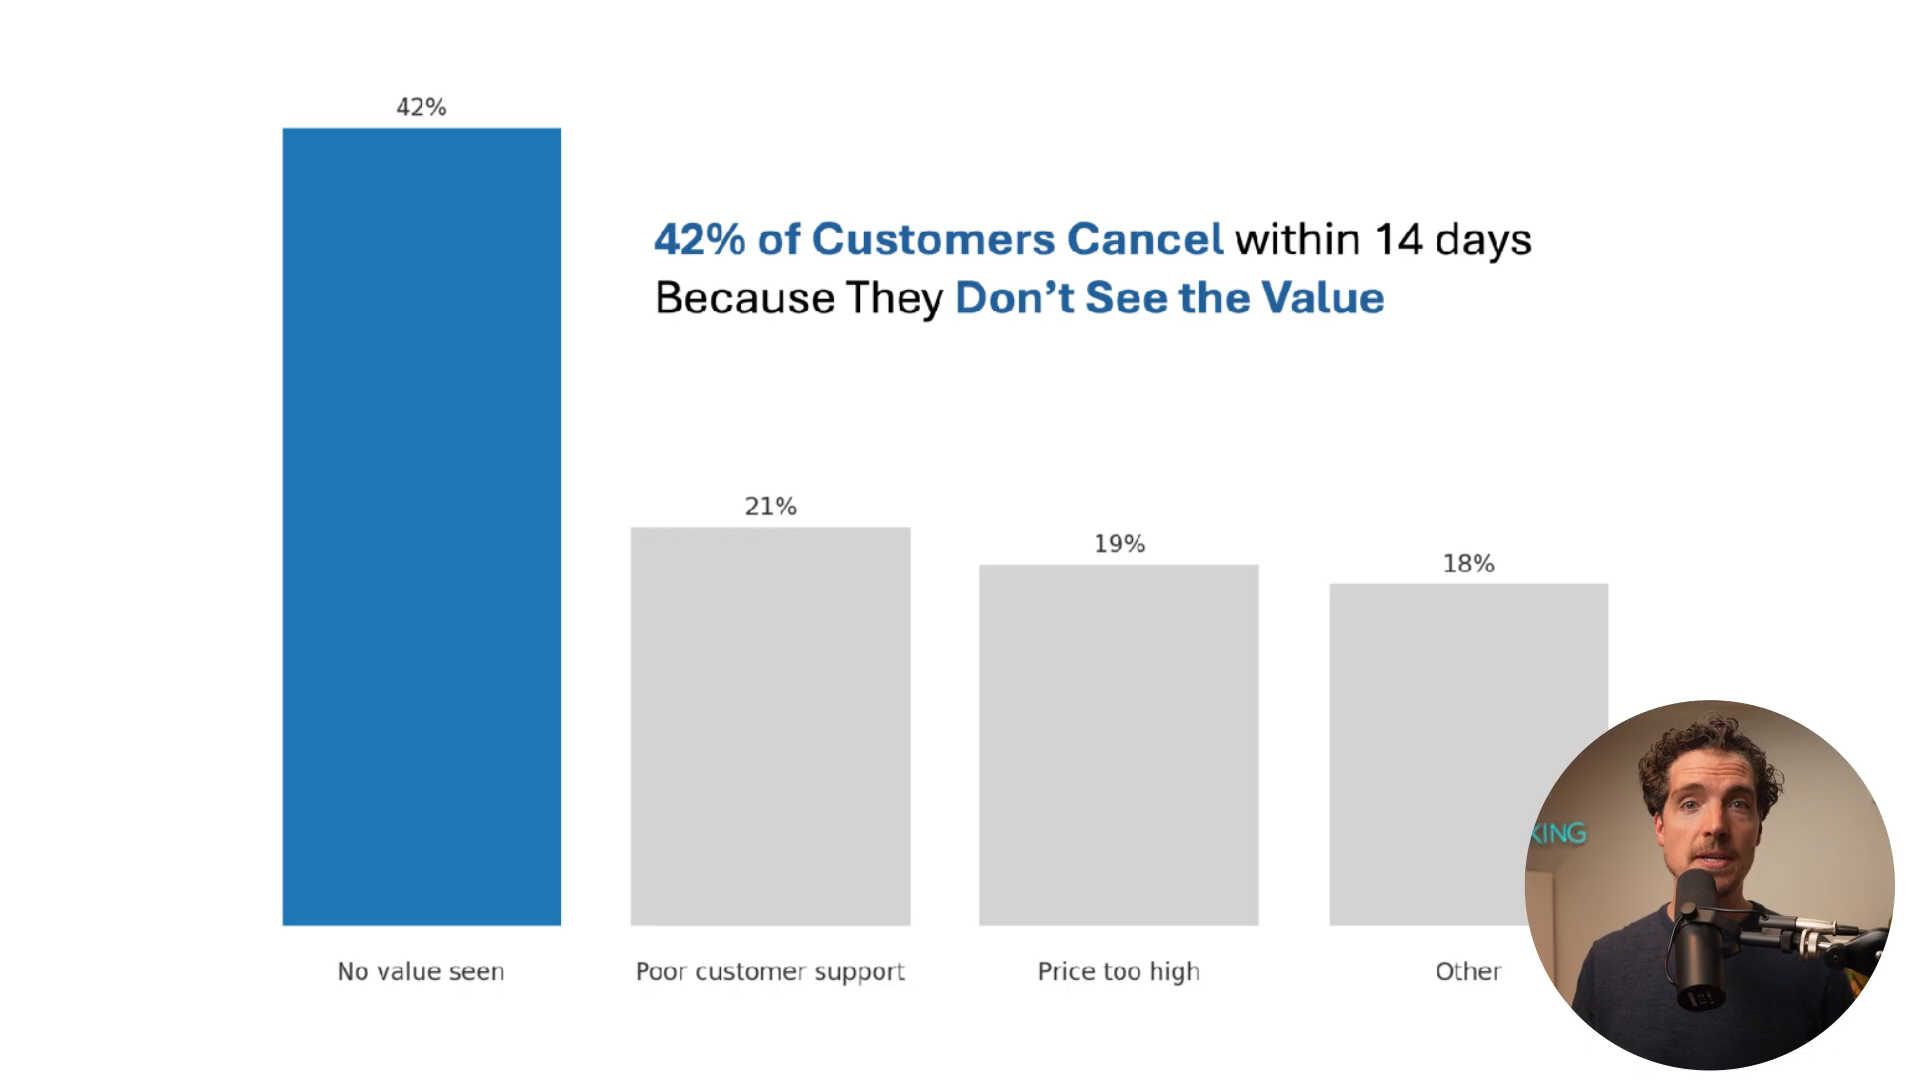 42%
42% of Customers Cancel within 14 days
Because They Don’t See the Value
21%
19%
18%
No value seen
Poor customer support
Price too high
Other
KING